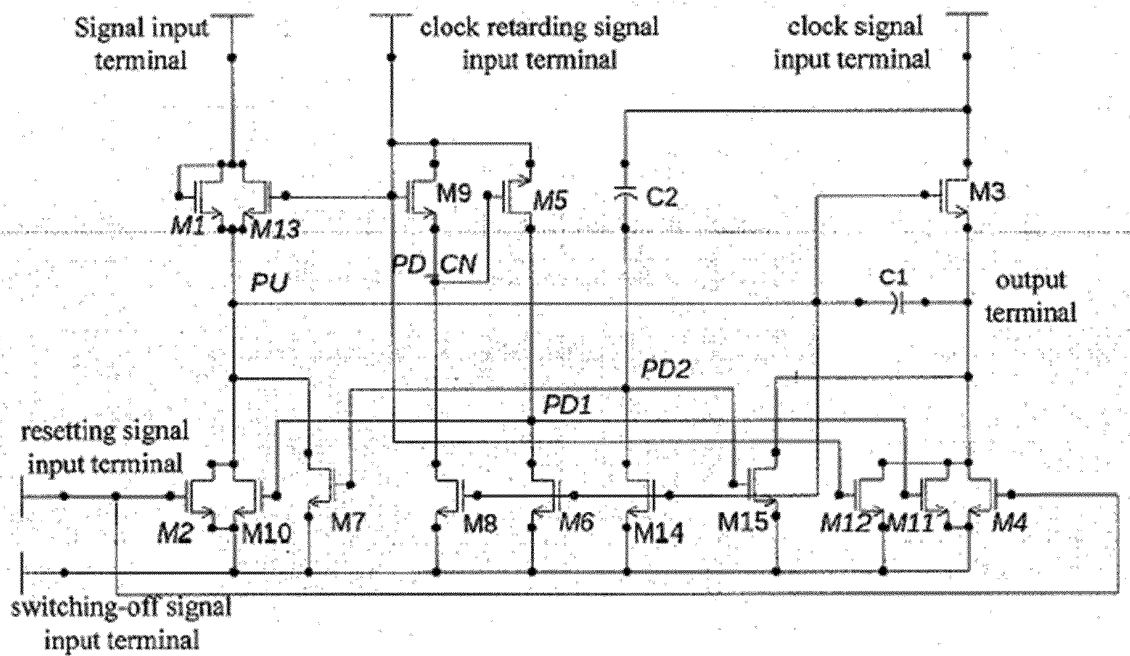 Signal input
terminal
clock retarding signal
input terminal
clock signal
input terminal
M1
M13
M9
M5
C2
M3
PD_CN
PU
C1
output
terminal
PD2
PD1
resetting signal
input terminal
M2
M10
M7
M8
M6
M14
M15
M12
M11
M4
switching-off signal
input terminal